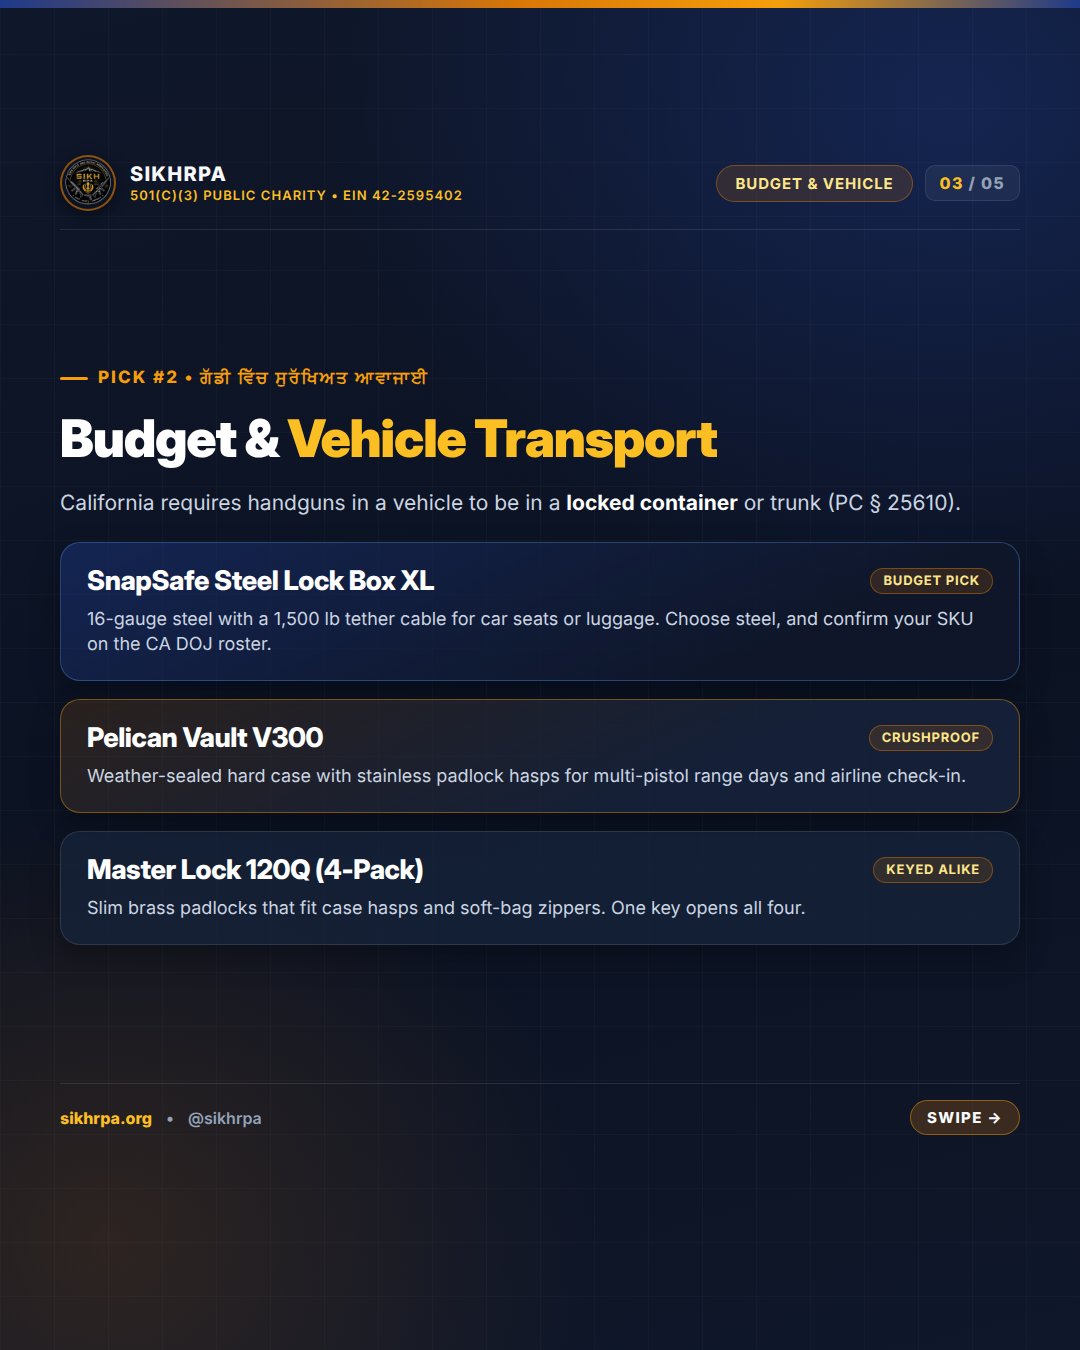 SIKH
SIKHRPA
501(C)(3) PUBLIC CHARITY • EIN 42-2595402
BUDGET & VEHICLE
03 / 05
PICK #2 • ਗੱਡੀ ਵਿੱਚ ਸੁਰੱਖਿਅਤ ਆਵਾਜਾਈ
Budget & Vehicle Transport
California requires handguns in a vehicle to be in a locked container or trunk (PC § 25610).
SnapSafe Steel Lock Box XL
BUDGET PICK
16-gauge steel with a 1,500 lb tether cable for car seats or luggage. Choose steel, and confirm your SKU
on the CA DOJ roster.
Pelican Vault V300
CRUSHPROOF
Weather-sealed hard case with stainless padlock hasps for multi-pistol range days and airline check-in.
Master Lock 120Q (4-Pack)
KEYED ALIKE
Slim brass padlocks that fit case hasps and soft-bag zippers. One key opens all four.
sikhrpa.org • @sikhrpa
SWIPE →